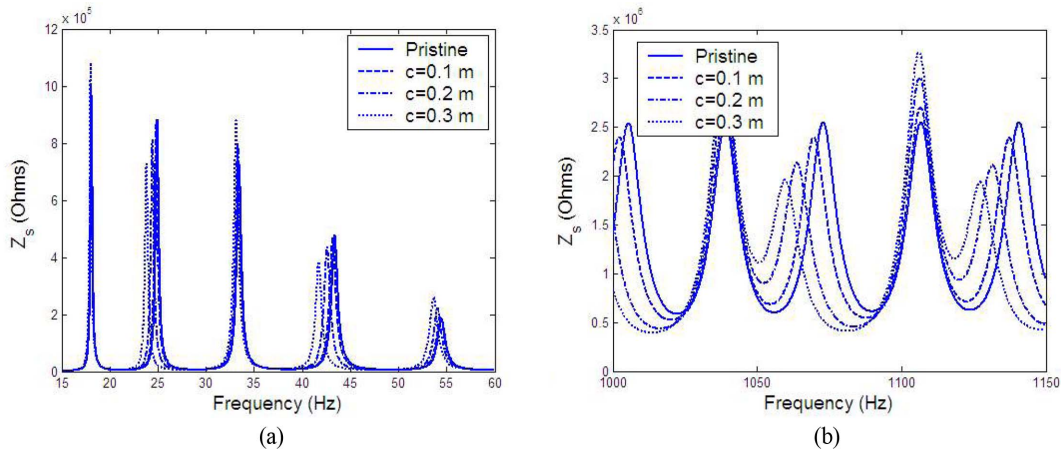 x 10^5
12
10
8
6
4
2
0
Z_s (Ohms)
15 20 25 30 35 40 45 50 55 60
Frequency (Hz)
Pristine
c=0.1 m
c=0.2 m
c=0.3 m
(a)
x 10^6
3.5
3
2.5
2
1.5
1
0.5
0
Z_s (Ohms)
1000 1050 1100 1150
Frequency (Hz)
Pristine
c=0.1 m
c=0.2 m
c=0.3 m
(b)